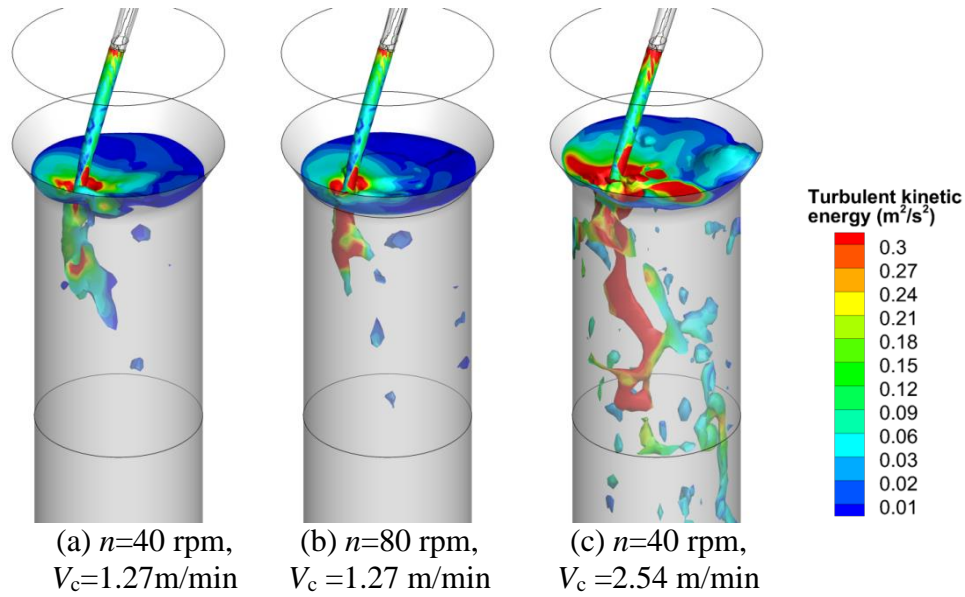 Turbulent kinetic
energy (m²/s²)
0.3
0.27
0.24
0.21
0.18
0.15
0.12
0.09
0.06
0.03
0.02
0.01
(a) n=40 rpm,
Vc=1.27m/min
(b) n=80 rpm,
Vc =1.27 m/min
(c) n=40 rpm,
Vc =2.54 m/min